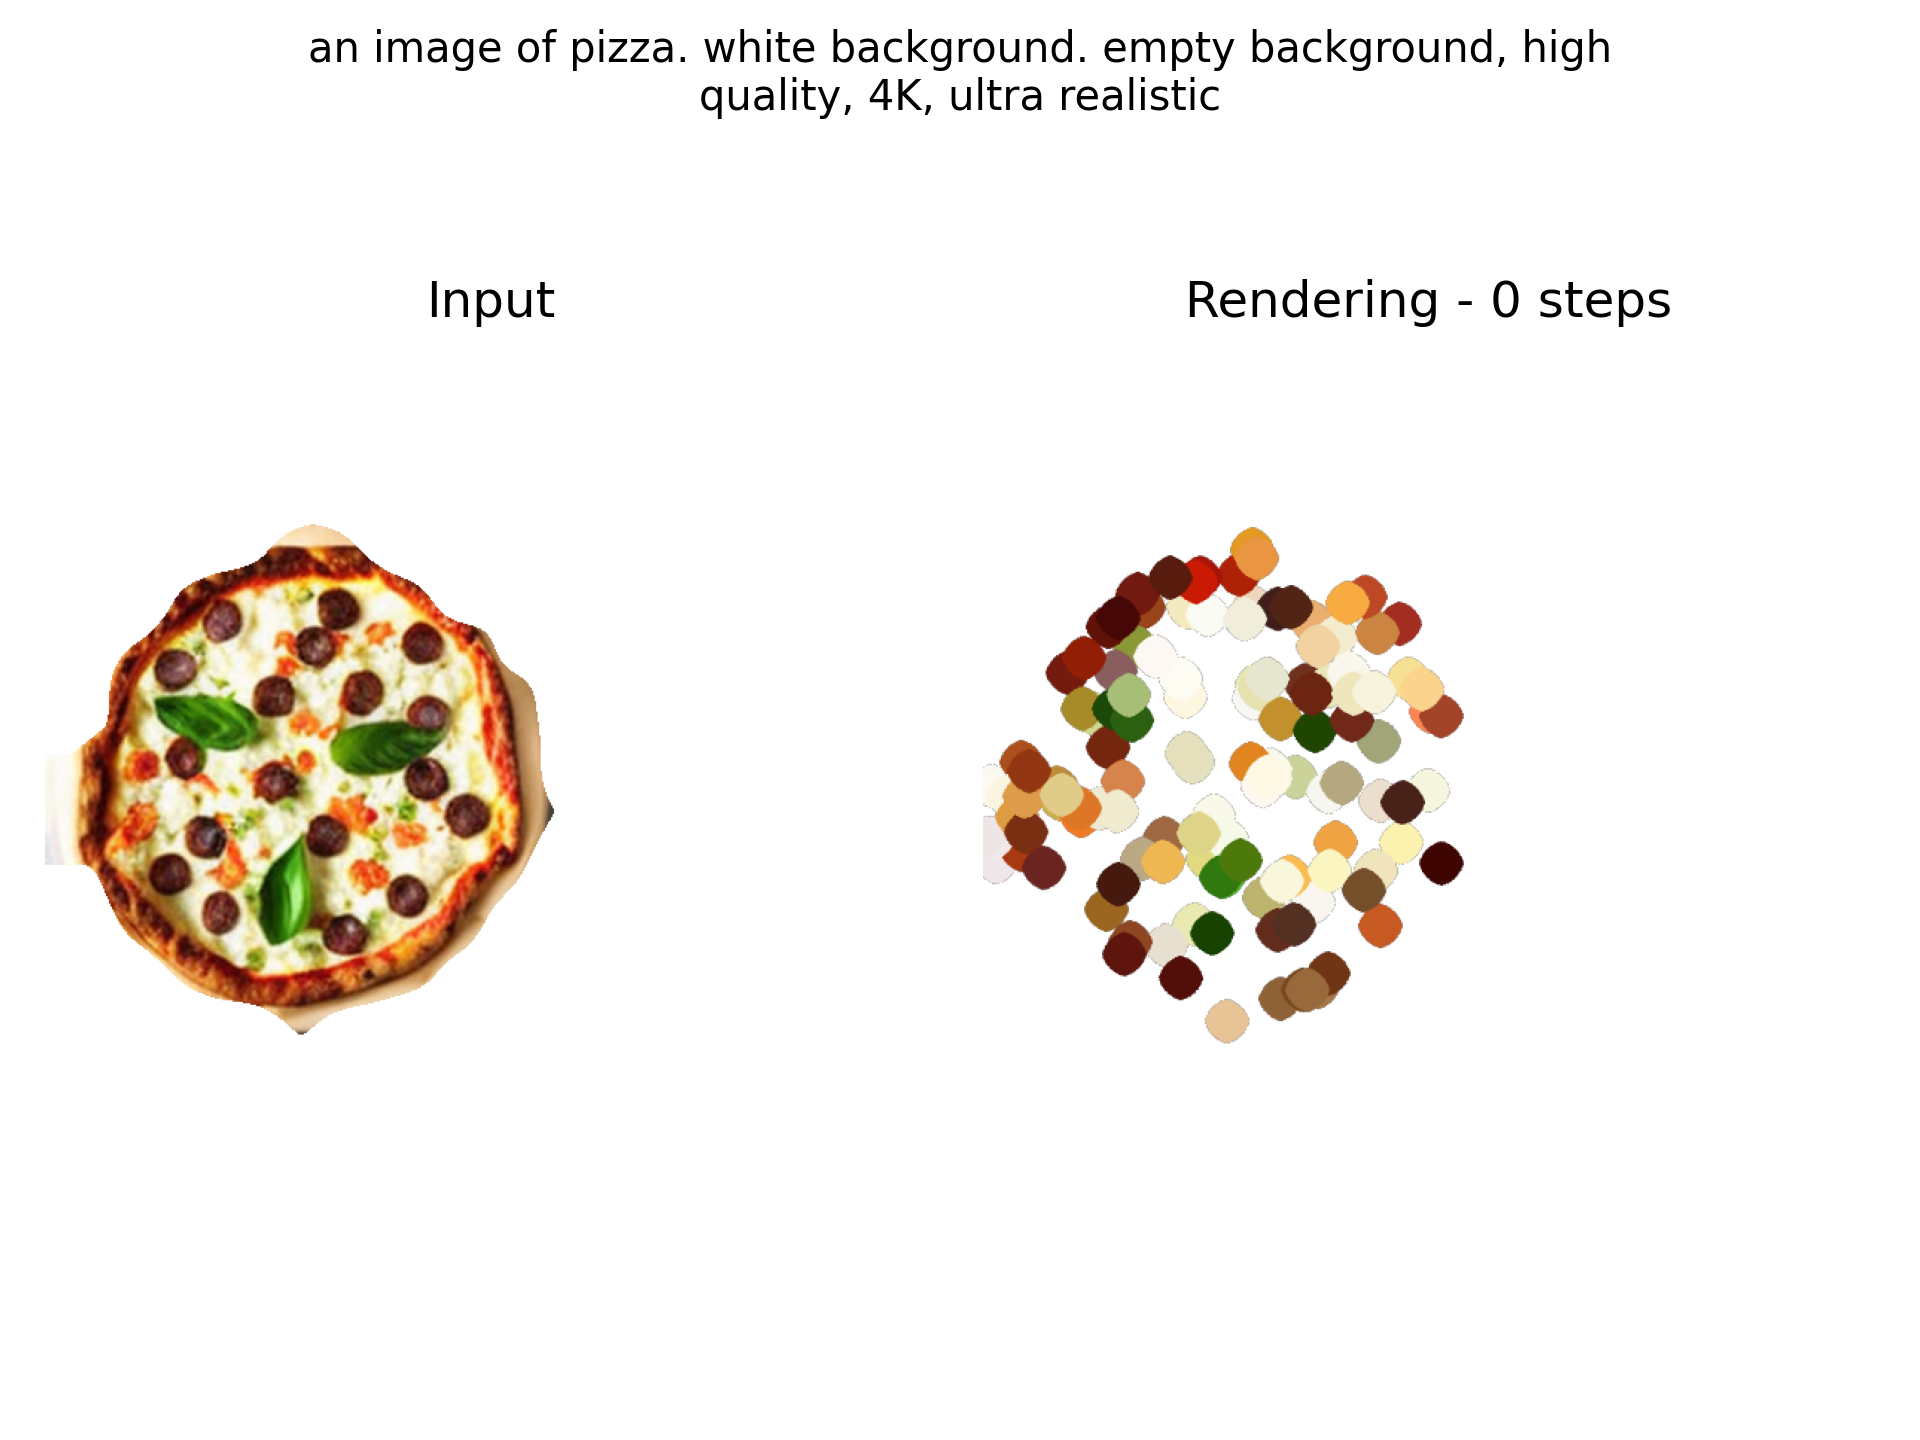 an image of pizza. white background. empty background, high
quality, 4K, ultra realistic
Input
Rendering - 0 steps